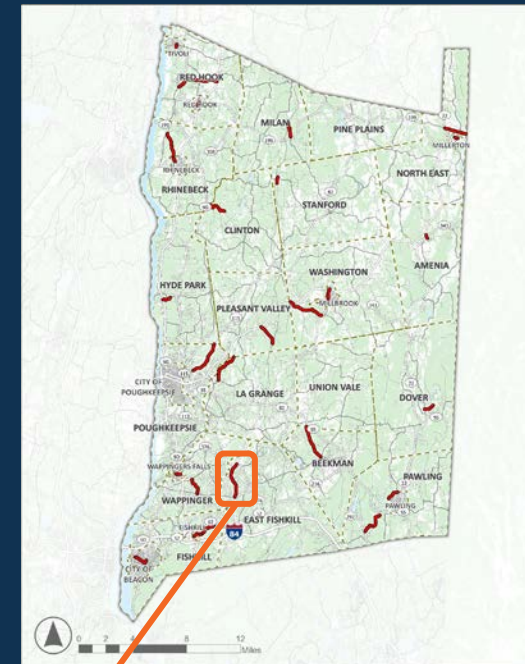 TIVOLI
RED HOOK
RED HOOK
MILAN
PINE PLAINS
MILLERTON
NORTH EAST
RHINEBECK
RHINEBECK
STANFORD
CLINTON
AMENIA
WASHINGTON
HYDE PARK
MILLBROOK
PLEASANT VALLEY
CITY OF
POUGHKEEPSIE
LA GRANGE
UNION VALE
DOVER
POUGHKEEPSIE
WAPPINGERS FALLS
BEEKMAN
PAWLING
WAPPINGER
PAWLING
EAST FISHKILL
FISHKILL
84
FISHKILL
CITY OF
BEACON
0 2 4 8 12
Miles